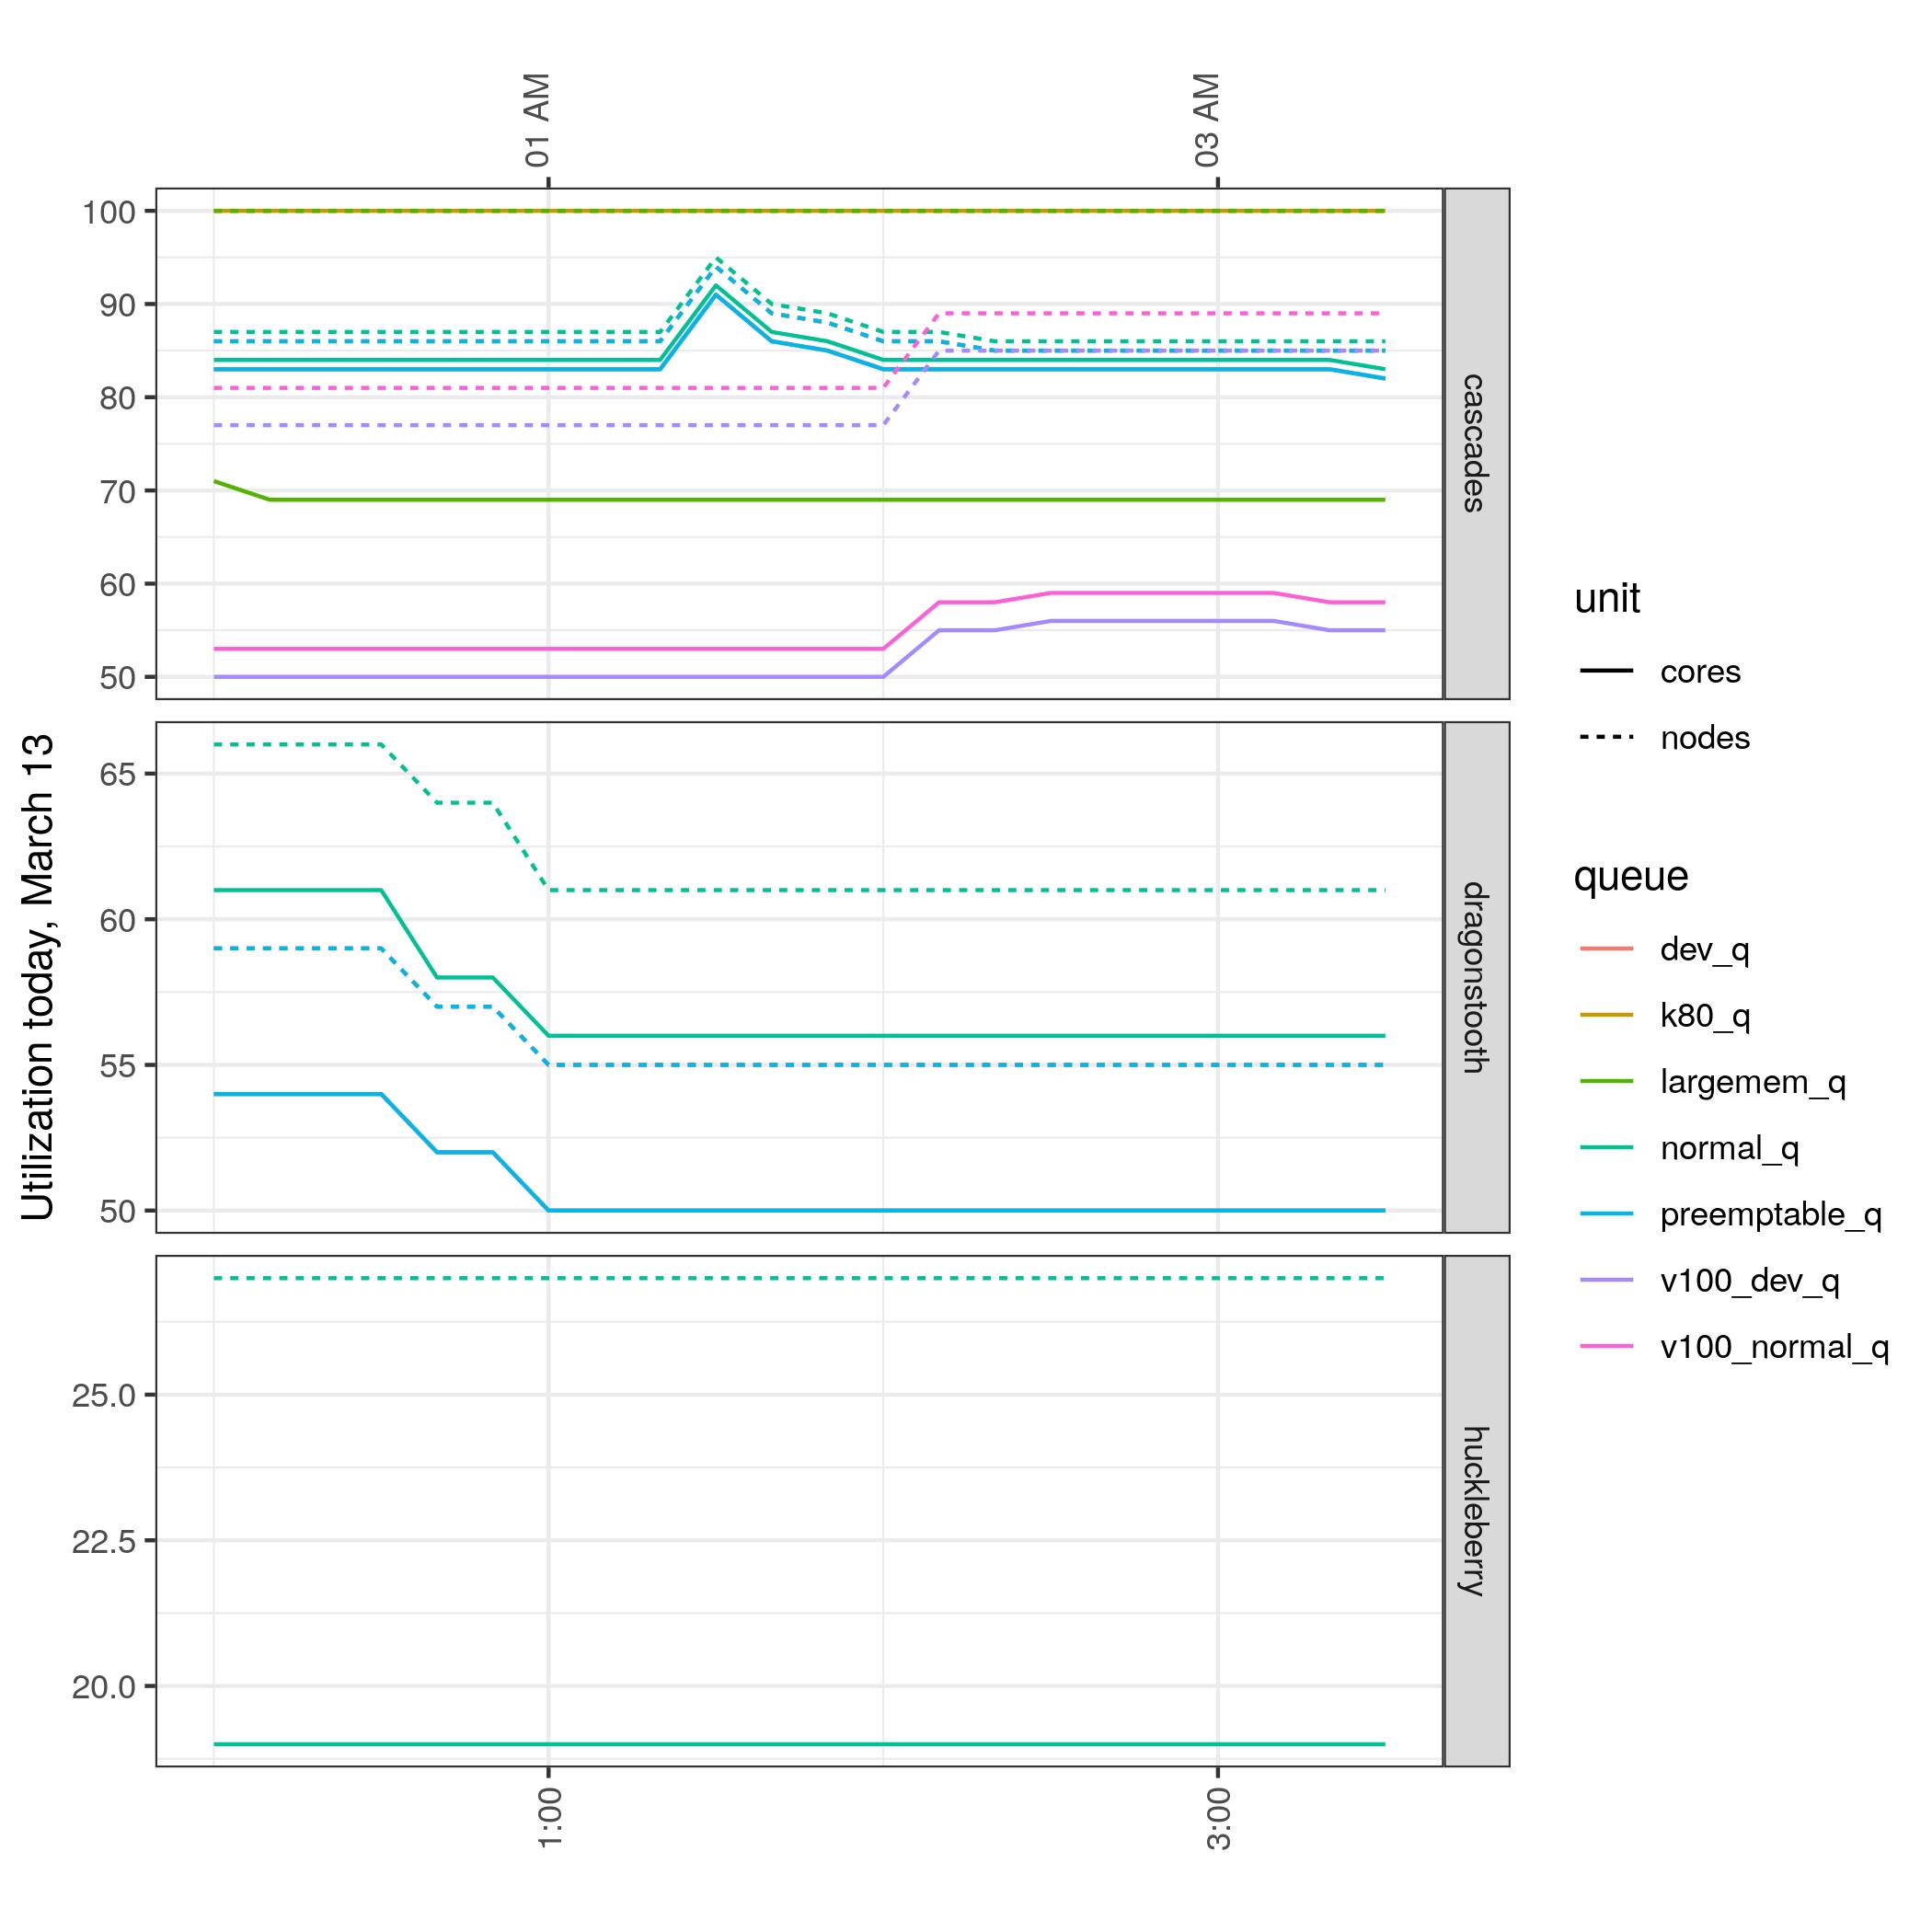 01 AM
03 AM
Utilization today, March 13
100
90
80
70
60
50
cascades
65
60
55
50
dragonstooth
25.0
22.5
20.0
huckleberry
1:00
3:00
unit
cores
nodes
queue
dev_q
k80_q
largemem_q
normal_q
preemptable_q
v100_dev_q
v100_normal_q